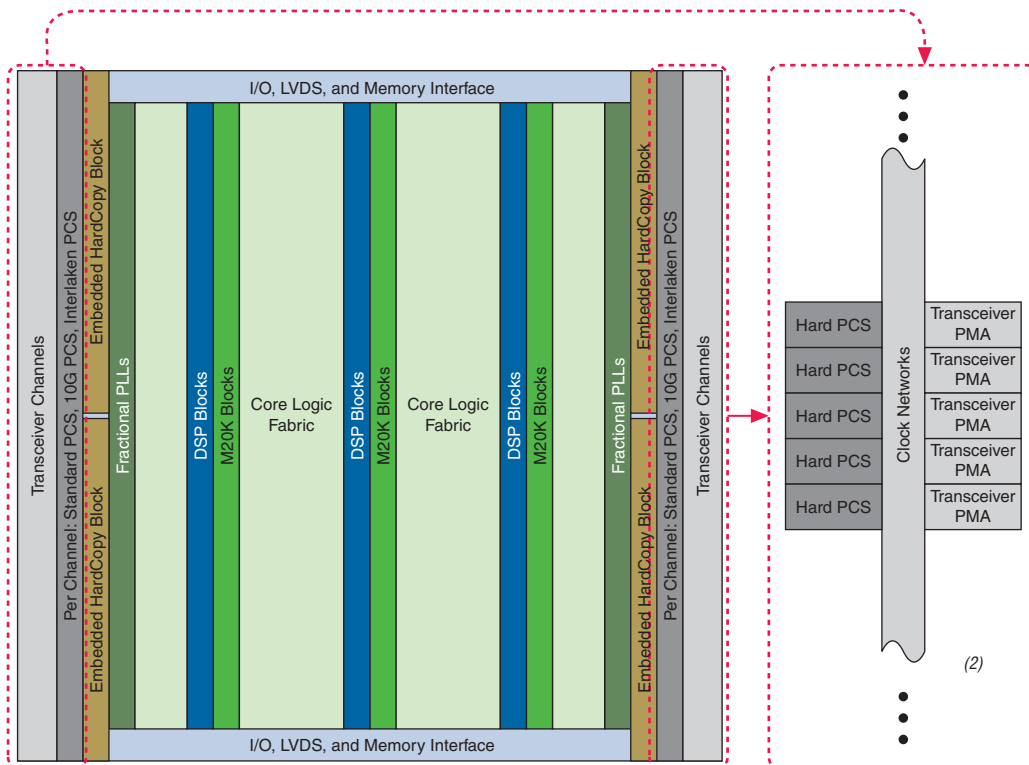 I/O, LVDS, and Memory Interface
Transceiver Channels
Per Channel: Standard PCS, 10G PCS, Interlaken PCS
Embedded HardCopy Block
Embedded HardCopy Block
Fractional PLLs
DSP Blocks
M20K Blocks
Core Logic
Fabric
DSP Blocks
M20K Blocks
Core Logic
Fabric
DSP Blocks
M20K Blocks
Fractional PLLs
Embedded HardCopy Block
Embedded HardCopy Block
Per Channel: Standard PCS, 10G PCS, Interlaken PCS
Transceiver Channels
I/O, LVDS, and Memory Interface
Hard PCS
Hard PCS
Hard PCS
Hard PCS
Hard PCS
Clock Networks
Transceiver
PMA
Transceiver
PMA
Transceiver
PMA
Transceiver
PMA
Transceiver
PMA
(2)